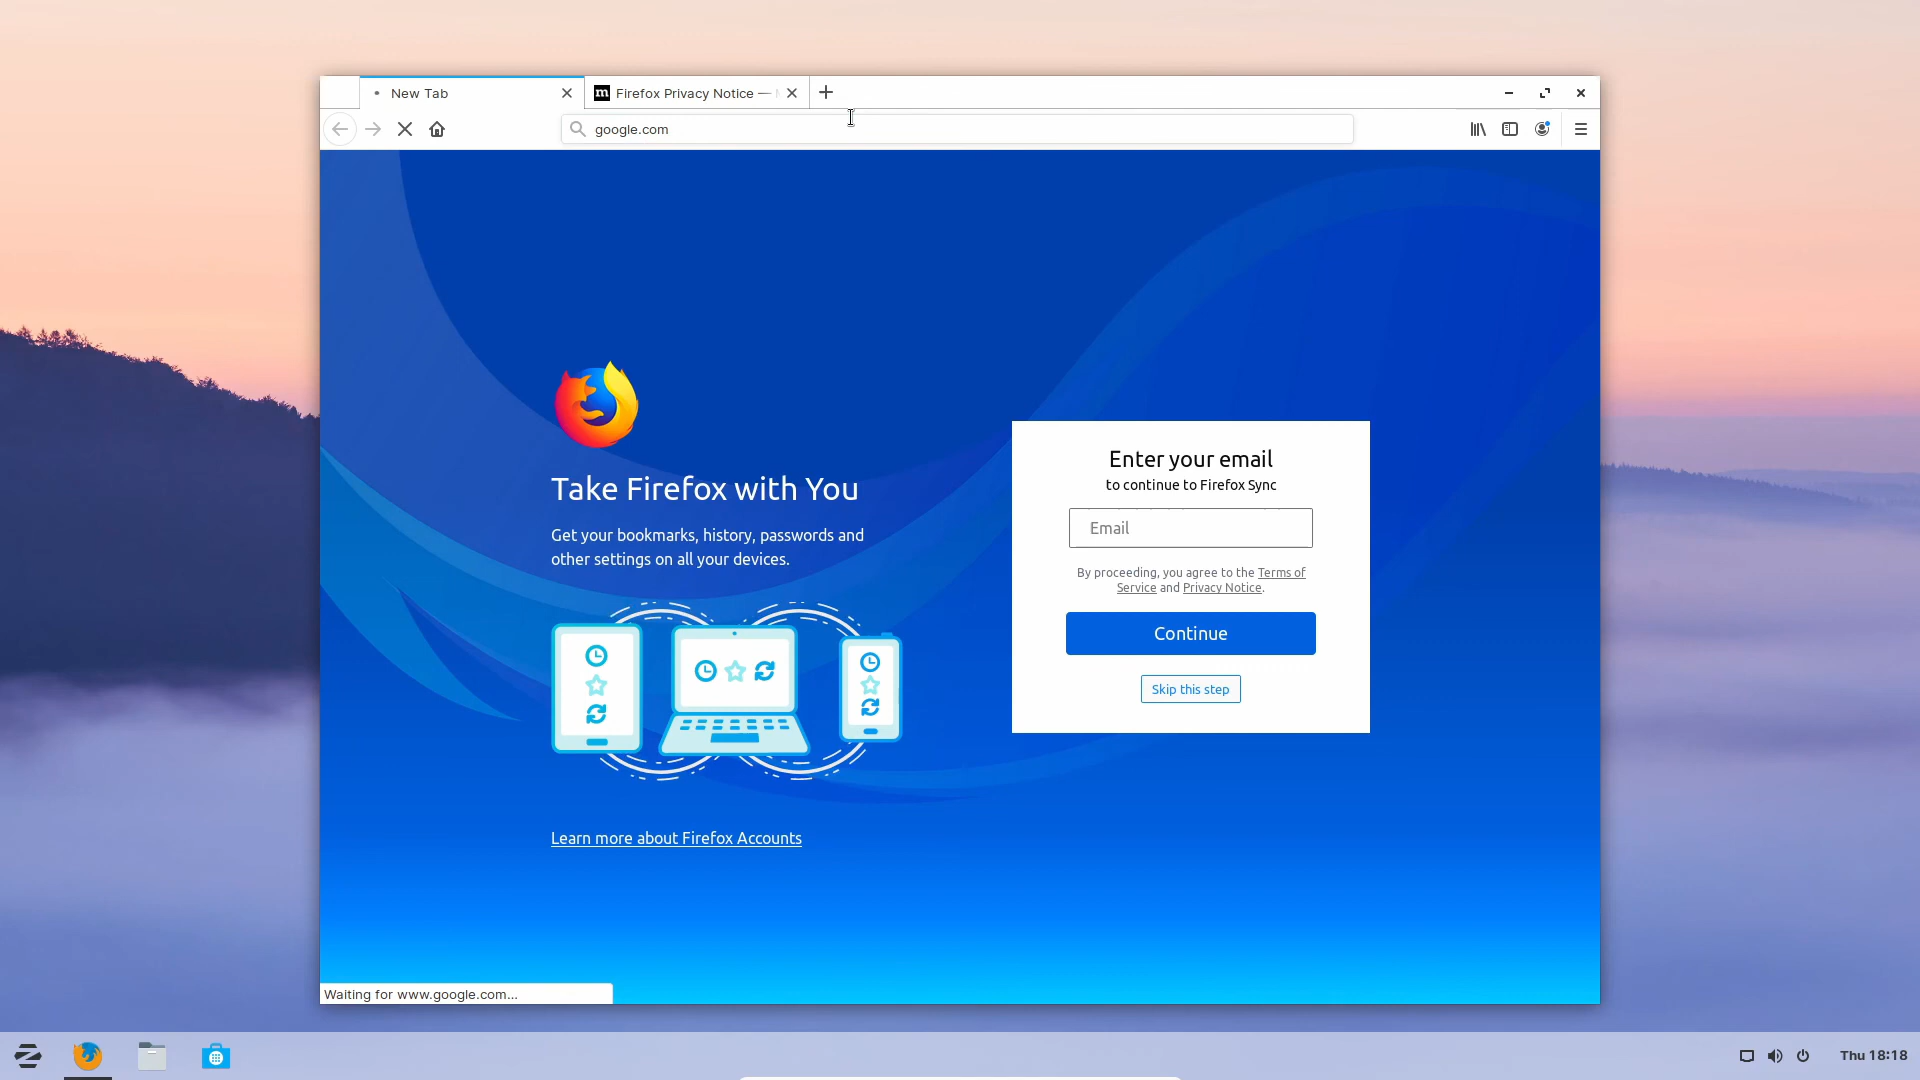 New Tab
Firefox Privacy Notice —
google.com
Take Firefox with You
Get your bookmarks, history, passwords and
other settings on all your devices.
Learn more about Firefox Accounts
Enter your email
to continue to Firefox Sync
Email
By proceeding, you agree to the Terms of
Service and Privacy Notice.
Continue
Skip this step
Waiting for www.google.com...
Thu 18:18